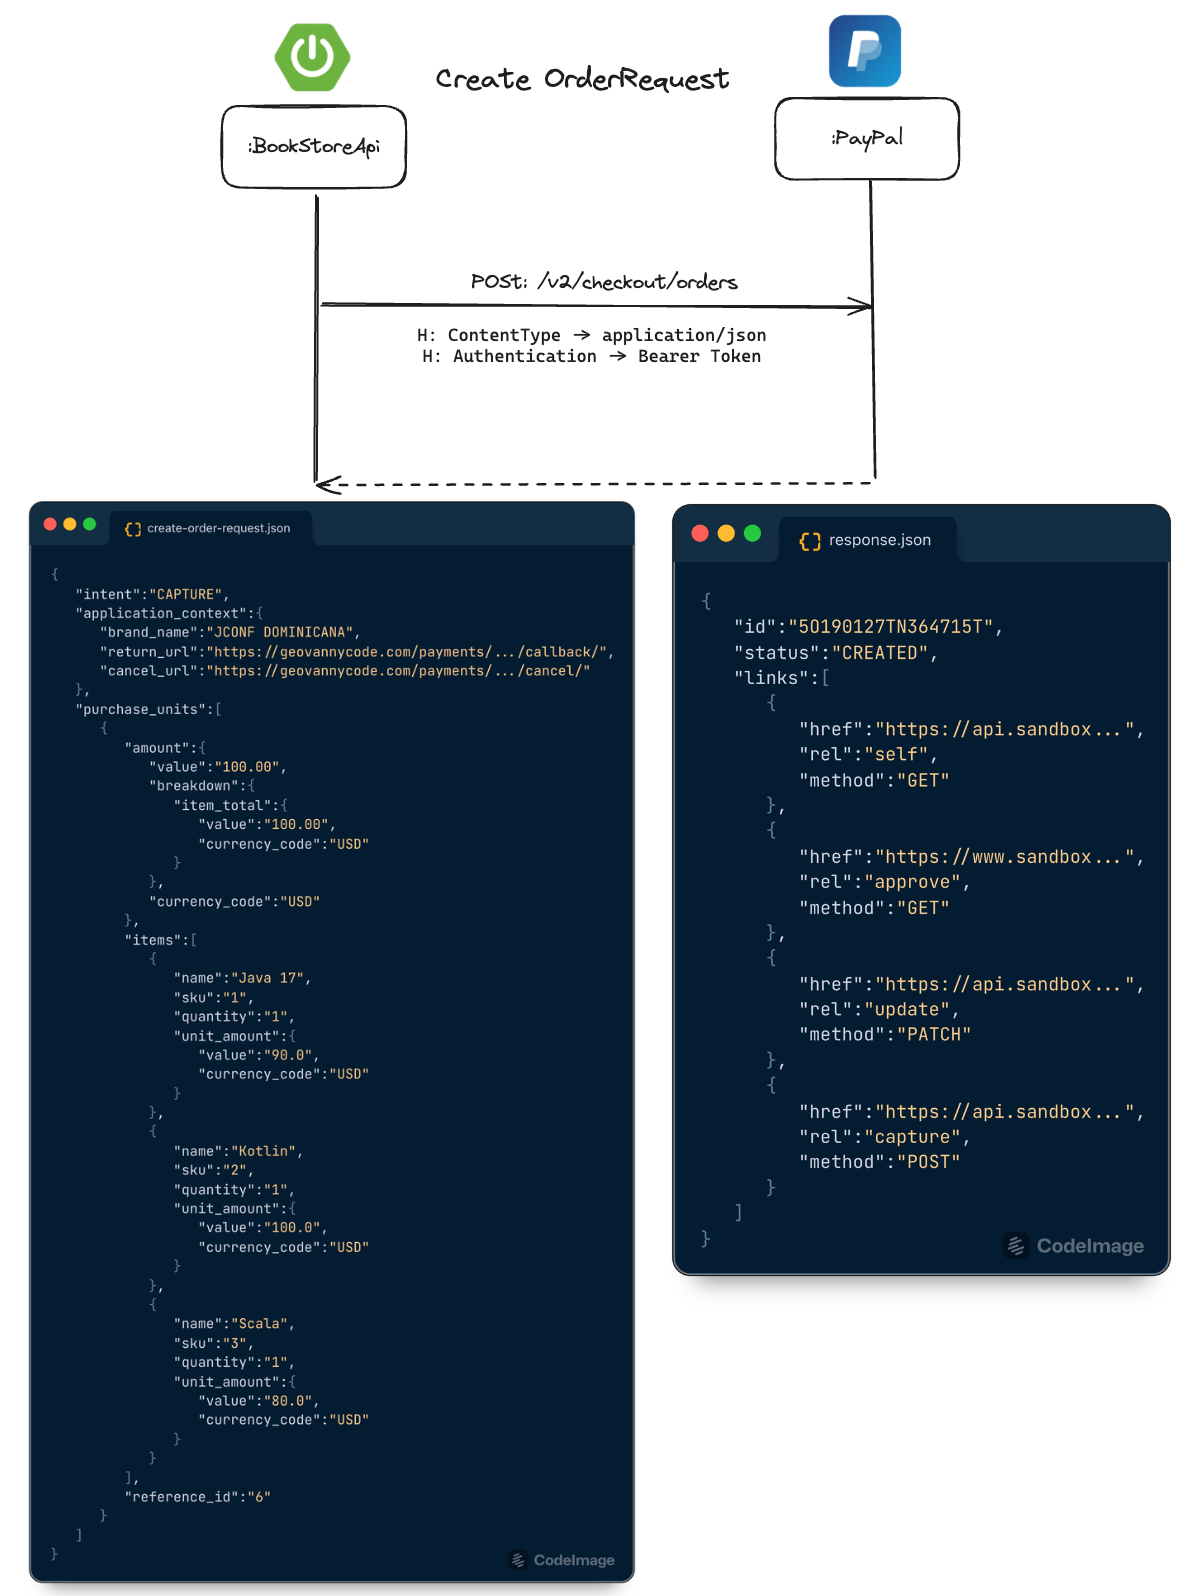 Create OrderRequest
:BookStoreApi
:PayPal
POST: /v2/checkout/orders
H: ContentType → application/json
H: Authentication → Bearer Token
{} create-order-request.json
{
"intent":"CAPTURE",
"application_context":{
"brand_name":"JCONF DOMINICANA",
"return_url":"https://geovannycode.com/payments/.../callback/",
"cancel_url":"https://geovannycode.com/payments/.../cancel/"
},
"purchase_units":[
{
"amount":{
"value":"100.00",
"breakdown":{
"item_total":{
"value":"100.00",
"currency_code":"USD"
}
},
"currency_code":"USD"
},
"items":[
{
"name":"Java 17",
"sku":"1",
"quantity":"1",
"unit_amount":{
"value":"90.0",
"currency_code":"USD"
}
},
{
"name":"Kotlin",
"sku":"2",
"quantity":"1",
"unit_amount":{
"value":"100.0",
"currency_code":"USD"
}
},
{
"name":"Scala",
"sku":"3",
"quantity":"1",
"unit_amount":{
"value":"80.0",
"currency_code":"USD"
}
}
],
"reference_id":"6"
}
]
}
CodeImage
{} response.json
{
"id":"5O190127TN364715T",
"status":"CREATED",
"links":[
{
"href":"https://api.sandbox...",
"rel":"self",
"method":"GET"
},
{
"href":"https://www.sandbox...",
"rel":"approve",
"method":"GET"
},
{
"href":"https://api.sandbox...",
"rel":"update",
"method":"PATCH"
},
{
"href":"https://api.sandbox...",
"rel":"capture",
"method":"POST"
}
]
}
CodeImage